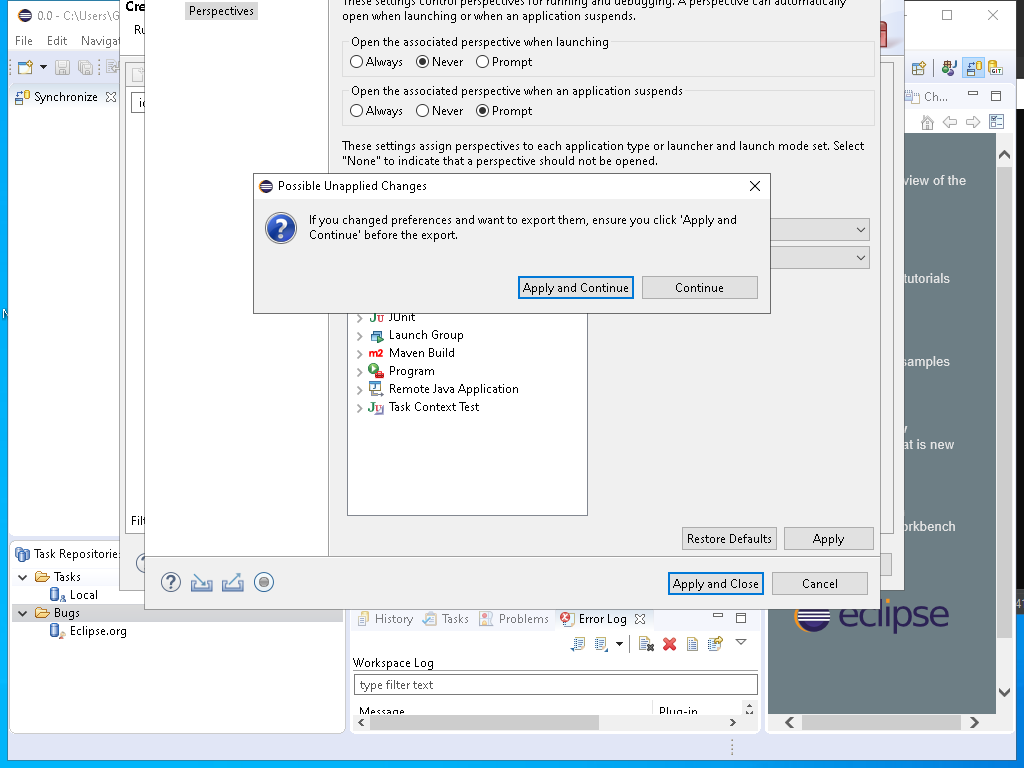 0.0 - C:\Users\G
File Edit Naviga
Synchronize
Cre
Ru
Perspectives
These settings control perspectives for running and debugging. A perspective can automatically
open when launching or when an application suspends.
Open the associated perspective when launching
Always Never Prompt
Open the associated perspective when an application suspends
Always Never Prompt
These settings assign perspectives to each application type or launcher and launch mode set. Select
"None" to indicate that a perspective should not be opened.
Possible Unapplied Changes
If you changed preferences and want to export them, ensure you click 'Apply and
Continue' before the export.
Apply and Continue Continue
JUnit
Launch Group
Maven Build
Program
Remote Java Application
Task Context Test
Filt
Restore Defaults Apply
Apply and Close Cancel
Ch...
GIT
view of the
tutorials
samples
at is new
orkbench
eclipse
Task Repositorie
Tasks
Local
Bugs
Eclipse.org
History Tasks Problems Error Log
Workspace Log
type filter text
Message Plug-in